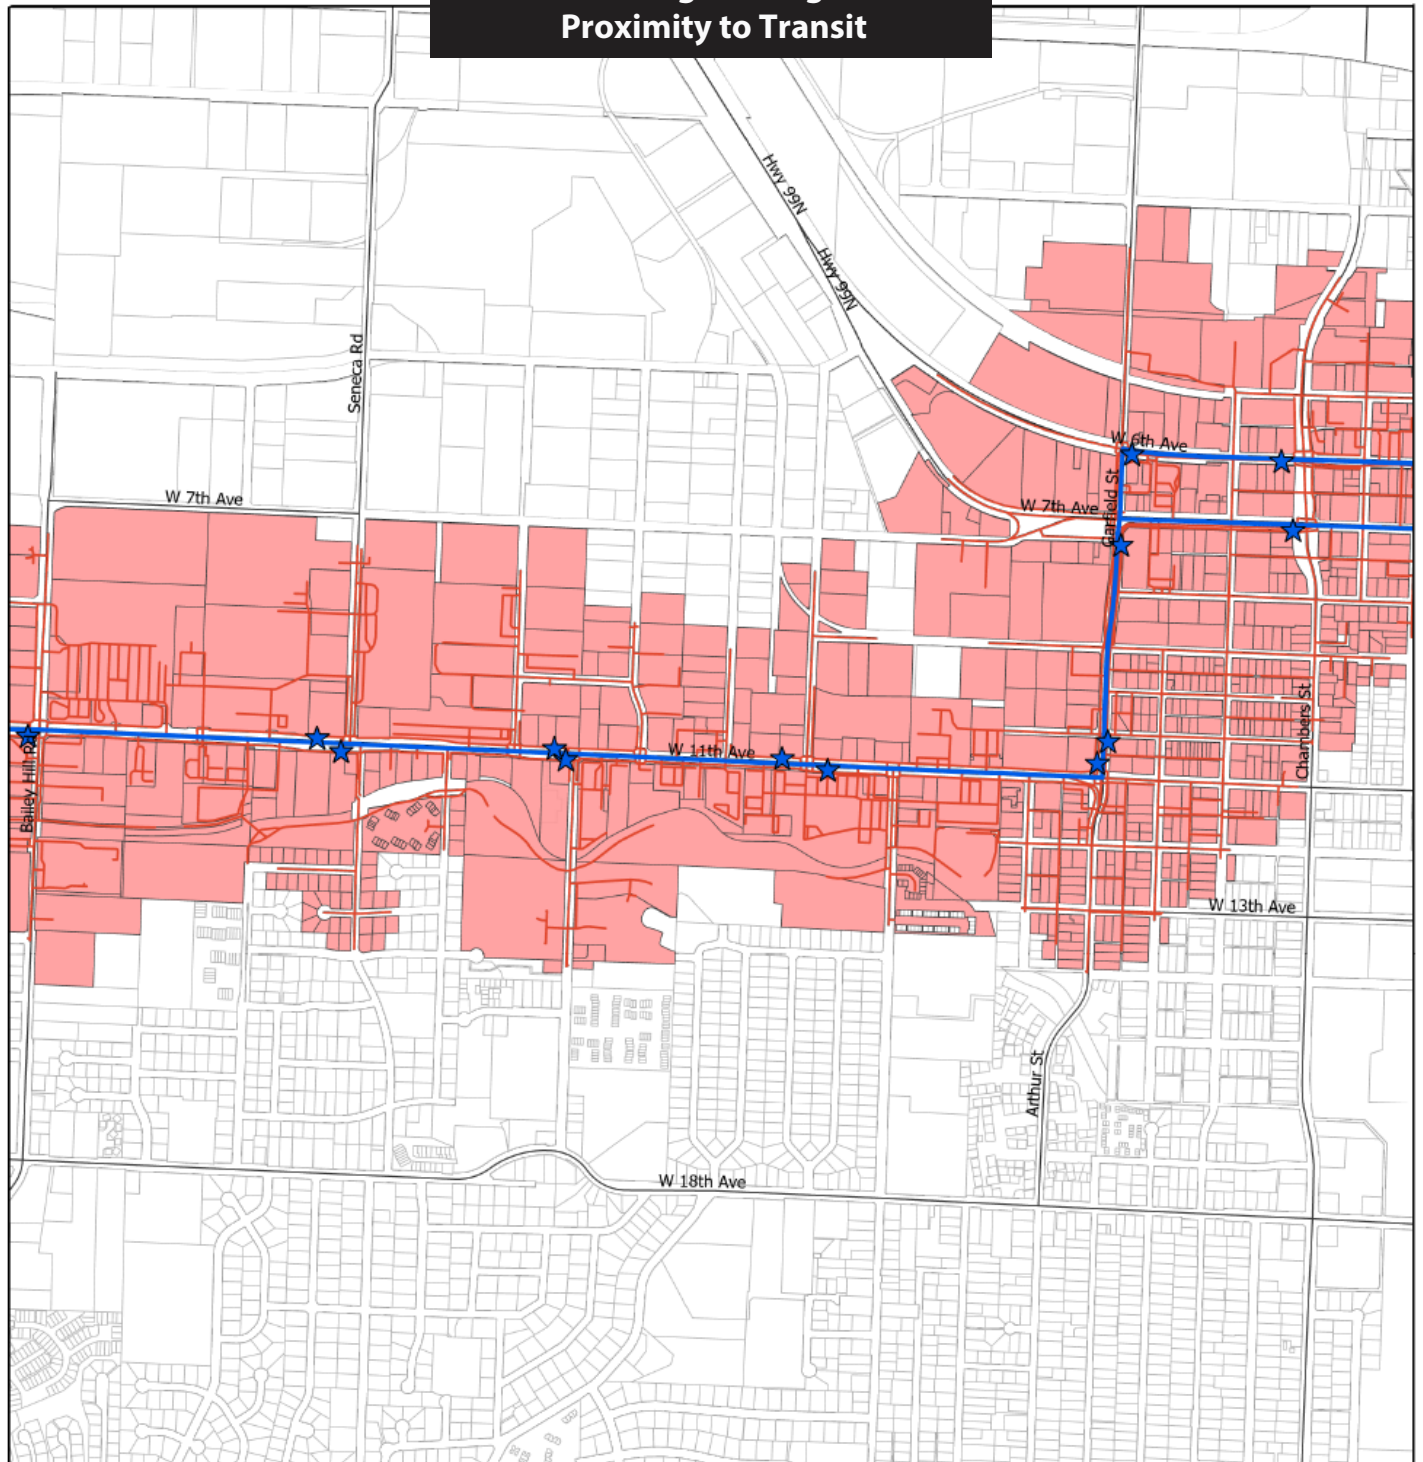 Proximity to Transit
Hwy 99N
Hwy 99N
Seneca Rd
W 6th Ave
W 7th Ave
W 7th Ave
Garfield St
Chambers St
W 11th Ave
Bailey Hill Rd
W 13th Ave
Arthur St
W 18th Ave